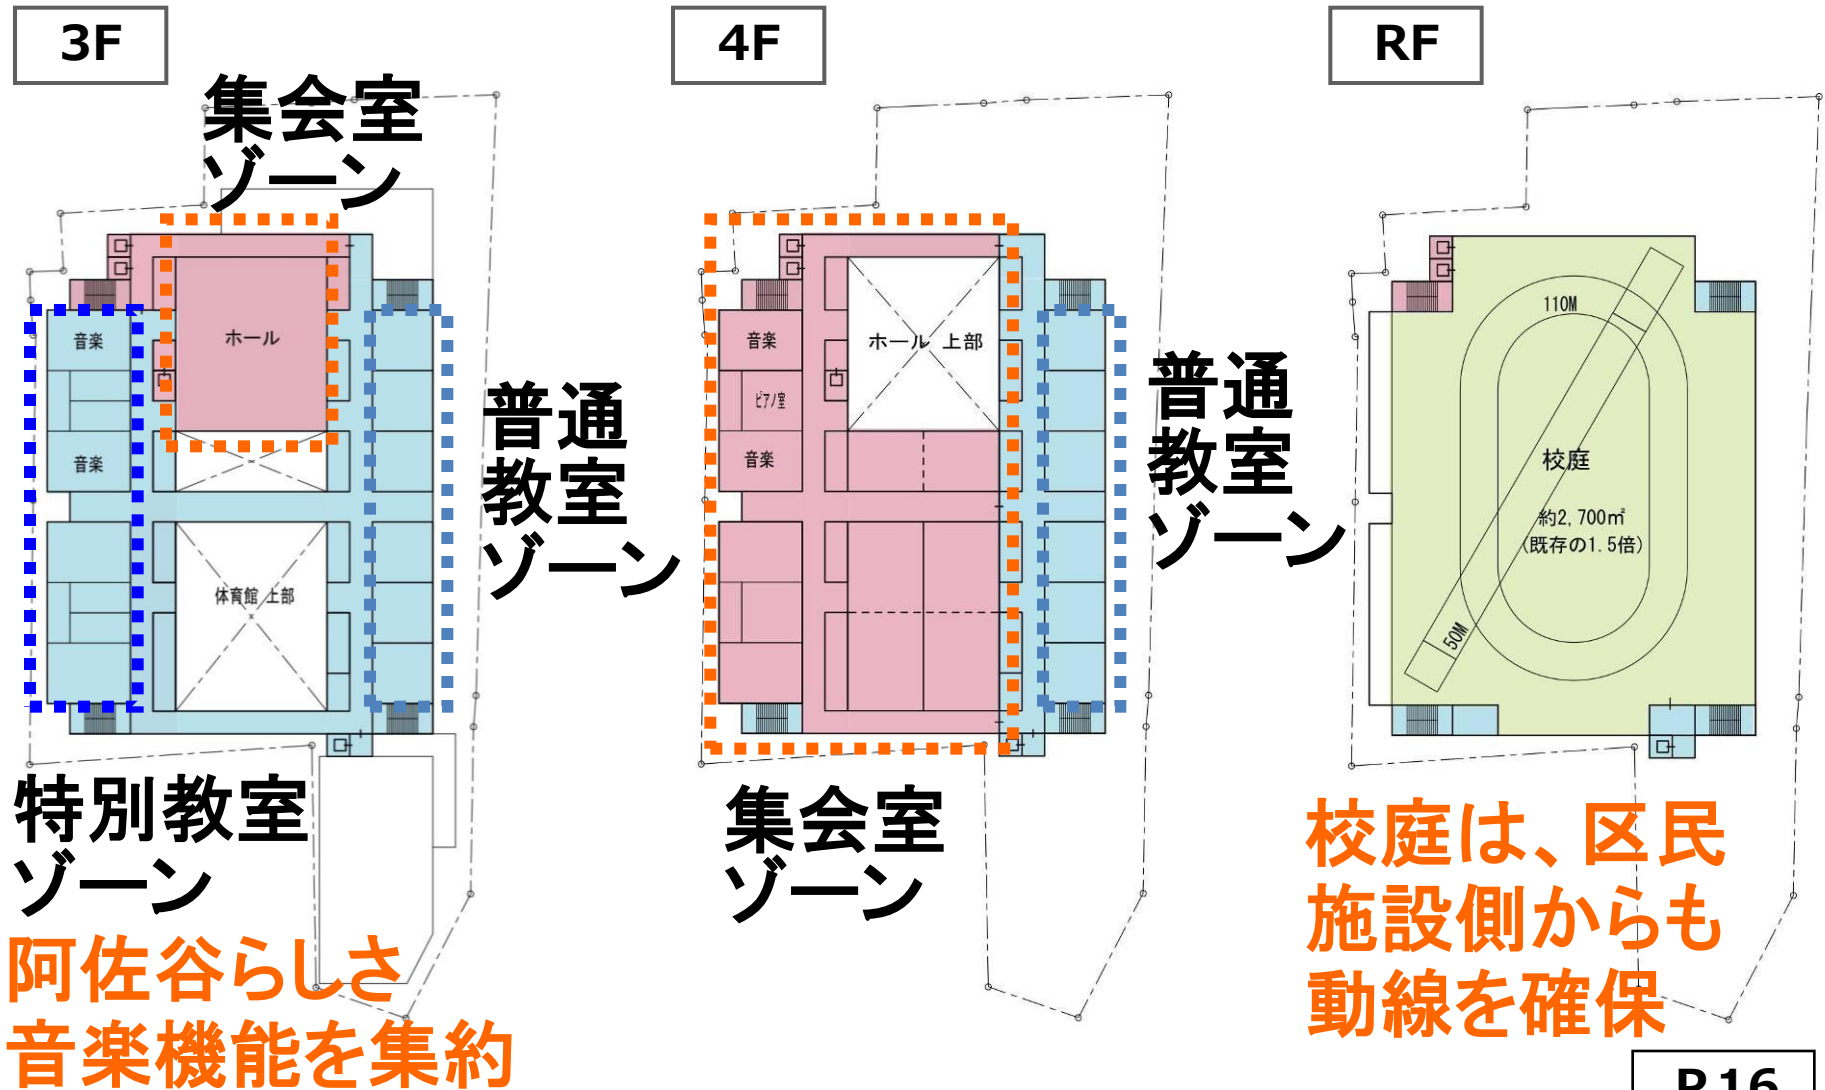 3F
集会室
ゾーン
音楽
音楽
ホール
体育館 上部
普通
教室
ゾーン
特別教室
ゾーン
阿佐谷らしさ
音楽機能を集約
4F
音楽
ピアノ室
音楽
ホール 上部
普通
教室
ゾーン
集会室
ゾーン
RF
110M
校庭
約2,700㎡
(既存の1.5倍)
50M
校庭は、区民
施設側からも
動線を確保
P.16